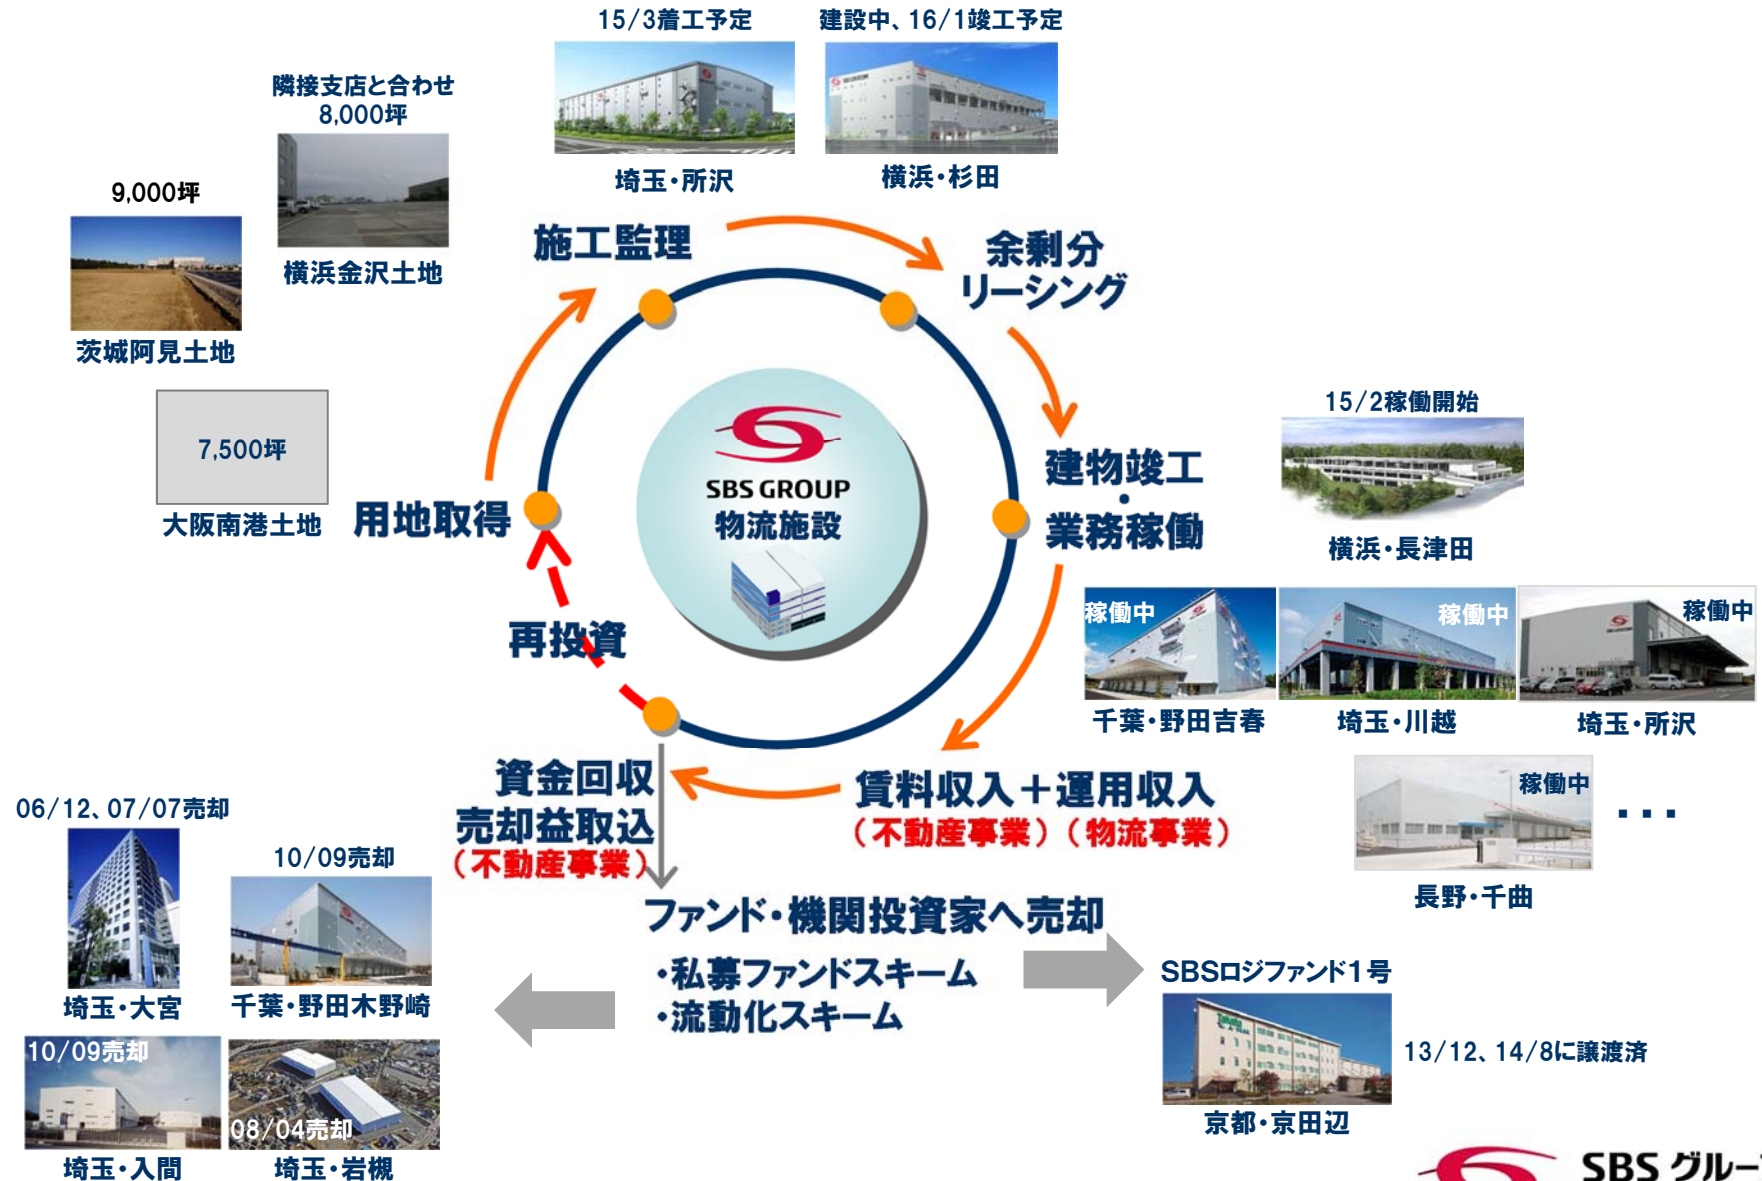 15/3着工予定
建設中、16/1竣工予定
隣接支店と合わせ
8,000坪
埼玉・所沢
横浜・杉田
9,000坪
横浜金沢土地
茨城阿見土地
施工監理
余剰分
リーシング
7,500坪
大阪南港土地
用地取得
SBS GROUP
物流施設
建物竣工
・
業務稼働
15/2稼働開始
横浜・長津田
再投資
稼働中
稼働中
稼働中
千葉・野田吉春
埼玉・川越
埼玉・所沢
資金回収
売却益取込
(不動産事業)
賃料収入＋運用収入
(不動産事業)(物流事業)
稼働中
・・・
長野・千曲
06/12、07/07売却
10/09売却
埼玉・大宮
千葉・野田木野崎
ファンド・機関投資家へ売却
・私募ファンドスキーム
・流動化スキーム
SBSロジファンド1号
13/12、14/8に譲渡済
京都・京田辺
10/09売却
08/04売却
埼玉・入間
埼玉・岩槻
SBS グルー